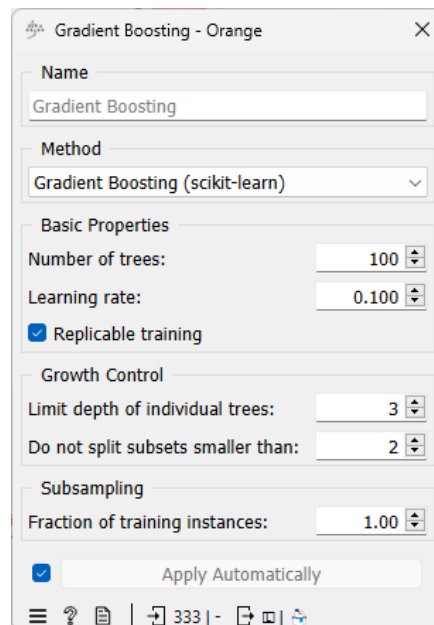 Gradient Boosting - Orange
Name
Gradient Boosting
Method
Gradient Boosting (scikit-learn)
Basic Properties
Number of trees: 100
Learning rate: 0.100
Replicable training
Growth Control
Limit depth of individual trees: 3
Do not split subsets smaller than: 2
Subsampling
Fraction of training instances: 1.00
Apply Automatically
? | 333 | - |